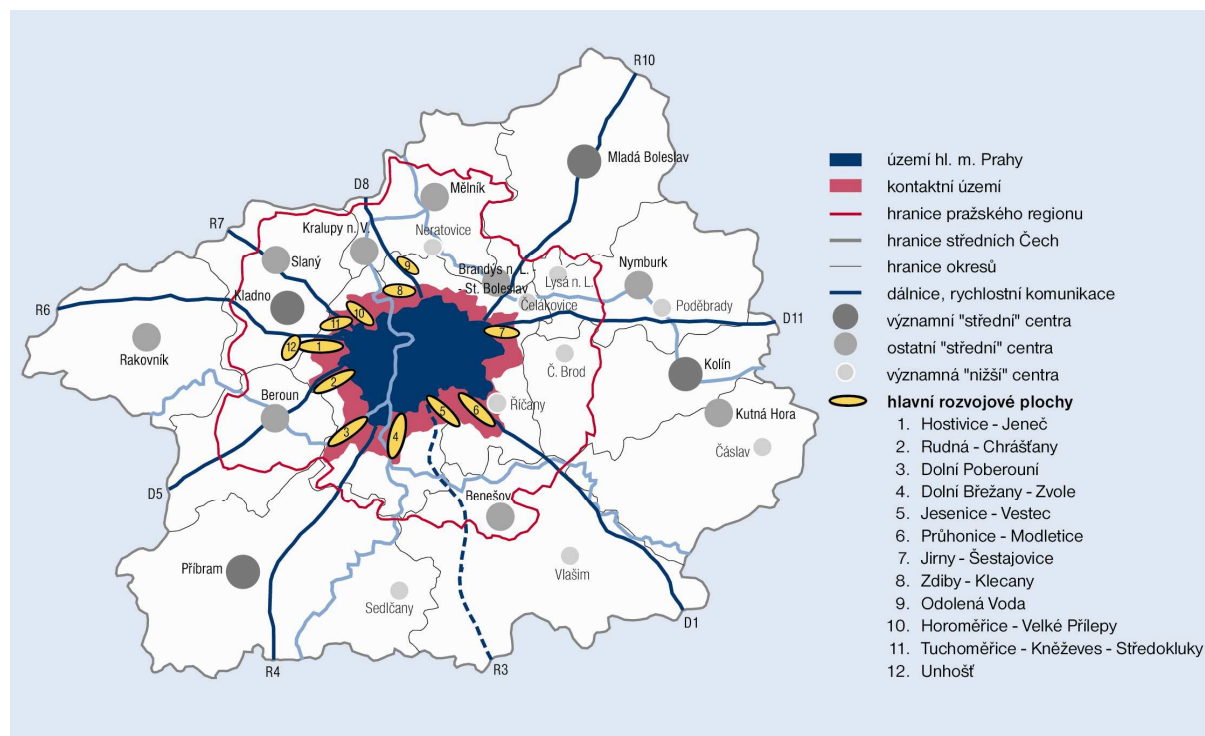 R10
Mladá Boleslav
D8
Mělník
R7
Kralupy n. V.
Neratovice
Slaný
9
Brandýs n. L. -
- St. Boleslav
Lysá n. L.
Nymburk
Kladno
8
Čelákovice
Poděbrady
R6
10
11
7
D11
Rakovník
12
1
Č. Brod
Kolín
2
Beroun
Říčany
Kutná Hora
3
4
5
6
Čáslav
D5
Benešov
Příbram
Vlašim
Sedlčany
D1
R4
R3
území hl. m. Prahy
kontaktní území
hranice pražského regionu
hranice středních Čech
hranice okresů
dálnice, rychlostní komunikace
významní "střední" centra
ostatní "střední" centra
významná "nižší" centra
hlavní rozvojové plochy
1. Hostivice - Jeneč
2. Rudná - Chrášťany
3. Dolní Poberouní
4. Dolní Břežany - Zvole
5. Jesenice - Vestec
6. Průhonice - Modletice
7. Jirny - Šestajovice
8. Zdiby - Klecany
9. Odolená Voda
10. Horoměřice - Velké Přílepy
11. Tuchoměřice - Kněževes - Středokluky
12. Unhošť